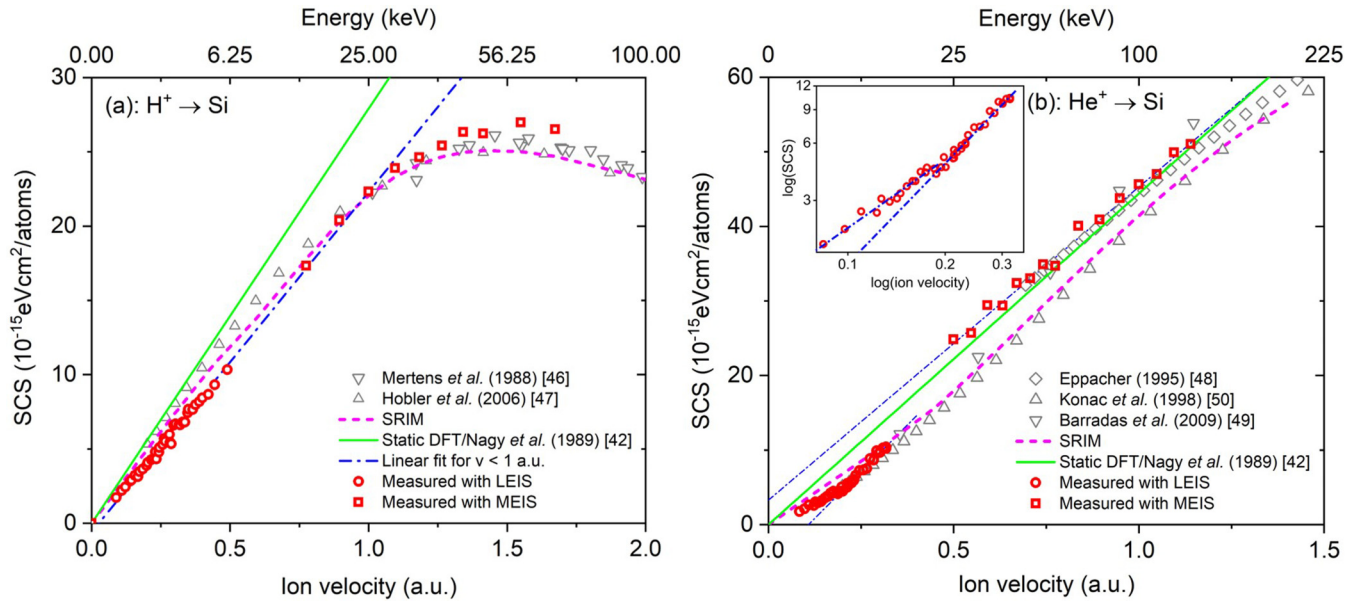 Energy (keV)
0.00 6.25 25.00 56.25 100.00
30
20
10
0
SCS (10⁻¹⁵eVcm²/atoms)
(a): H⁺ → Si
Mertens et al. (1988) [46]
Hobler et al. (2006) [47]
SRIM
Static DFT/Nagy et al. (1989) [42]
Linear fit for v < 1 a.u.
Measured with LEIS
Measured with MEIS
0.0 0.5 1.0 1.5 2.0
Ion velocity (a.u.)
Energy (keV)
0 25 100 225
60
40
20
0
SCS (10⁻¹⁵eVcm²/atoms)
12
9
6
3
log(SCS)
0.1 0.2 0.3
log(ion velocity)
(b): He⁺ → Si
Eppacher (1995) [48]
Konac et al. (1998) [50]
Barradas et al. (2009) [49]
SRIM
Static DFT/Nagy et al. (1989) [42]
Measured with LEIS
Measured with MEIS
0.0 0.5 1.0 1.5
Ion velocity (a.u.)